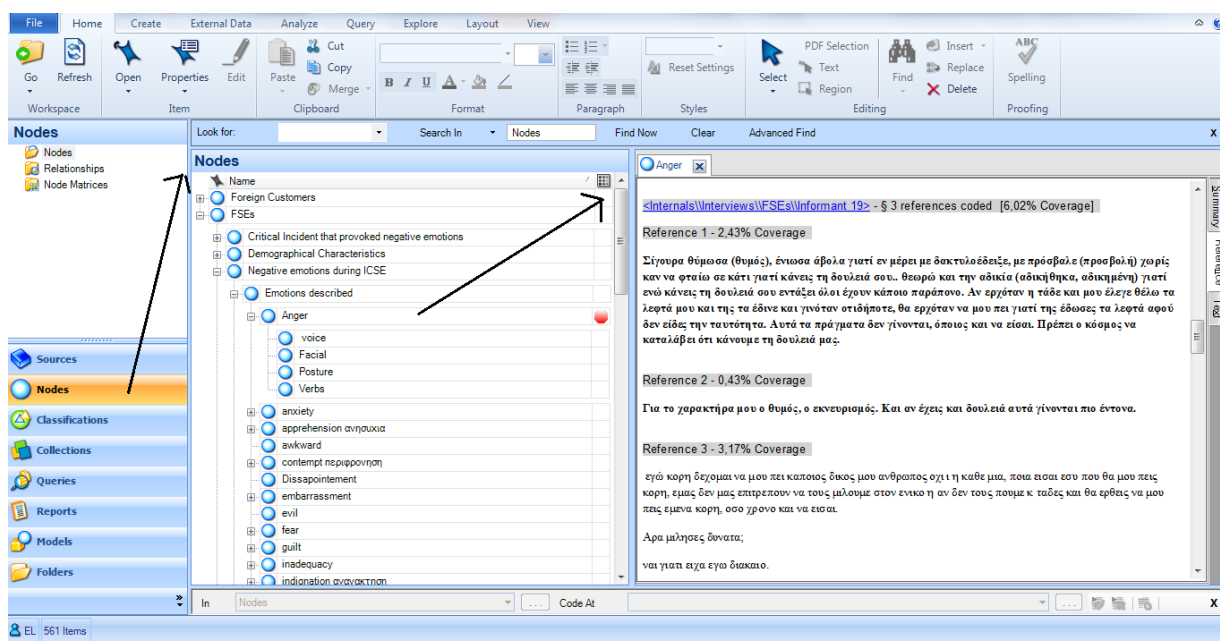 File Home Create External Data Analyze Query Explore Layout View
Go Refresh Open Properties Edit Paste Cut Copy Merge
B I U A
Reset Settings
Select PDF Selection Text Region Find Insert Replace Delete
ABC Spelling
Workspace Item Clipboard Format Paragraph Styles Editing Proofing
Nodes
Nodes
Relationships
Node Matrices
Sources
Nodes
Classifications
Collections
Queries
Reports
Models
Folders
Look for: Search In Nodes Find Now Clear Advanced Find x
Nodes
Name
Foreign Customers
FSEs
Critical Incident that provoked negative emotions
Demographical Characteristics
Negative emotions during ICSE
Emotions described
Anger
voice
Facial
Posture
Verbs
anxiety
apprehension ανησυχια
awkward
contempt περιφρονηση
Dissapointement
embarrassment
evil
fear
guilt
inadequacy
indignation αγανακτηση
Anger x
<Internals\\Interviews\\FSEs\\Informant 19> - § 3 references coded [6,02% Coverage]
Reference 1 - 2,43% Coverage
Σίγουρα θύμωσα (θυμός), ένιωσα άβολα γιατί εν μέρει με δακτυλοέδειξε, με πρόσβαλε (προσβολή) χωρίς
καν να φταίω σε κάτι γιατί κάνεις τη δουλειά σου.. θεωρώ και την αδικία (αδικήθηκα, αδικημένη) γιατί
ενώ κάνεις τη δουλειά σου εντάξει όλοι έχουν κάποιο παράπονο. Αν ερχόταν η τάδε και μου έλεγε θέλω τα
λεφτά μου και της τα έδινε και γινόταν οτιδήποτε, θα ερχόταν να μου πει γιατί της έδωσες τα λεφτά αφού
δεν είδες την ταυτότητα. Αυτά τα πράγματα δεν γίνονται, όποιος και να είσαι. Πρέπει ο κόσμος να
καταλάβει ότι κάνουμε τη δουλειά μας.
Reference 2 - 0,43% Coverage
Για το χαρακτήρα μου ο θυμός, ο εκνευρισμός. Και αν έχεις και δουλειά αυτά γίνονται πιο έντονα.
Reference 3 - 3,17% Coverage
εγώ κορη δεχομαι να μου πει καποιος δικος μου ανθρωπος οχι ι η καθε μια, ποια εισαι εσυ που θα μου πεις
κορη, εμας δεν μας επιτρεπουν να τους μιλουμε στον ενικο η αν δεν τους πουμε κ ταδες και θα ερθεις να μου
πεις εμενα κορη, οσο χρονο και να εισαι.
Αρα μιλησες δυνατα;
ναι γιατι ειχα εγω διακαιο.
Summary
Reference
Text
In Nodes ... Code At ... x
EL 561 Items